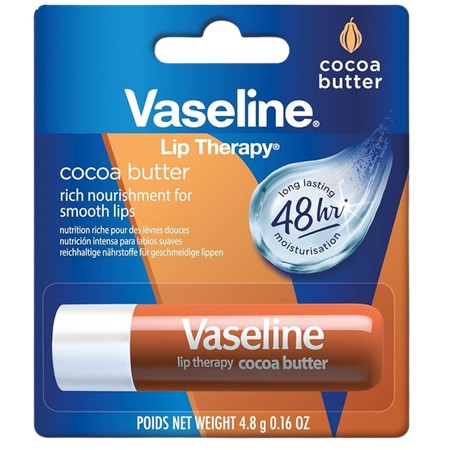 cocoa
butter
Vaseline®
Lip Therapy®
cocoa butter
rich nourishment for
smooth lips
nutrition riche pour des lèvres douces
nutrición intensa para labios suaves
reichhaltige nährstoffe für geschmeidige lippen
long lasting
48hr
moisturisation
Vaseline
lip therapy cocoa butter
POIDS NET WEIGHT 4.8 g 0.16 OZ